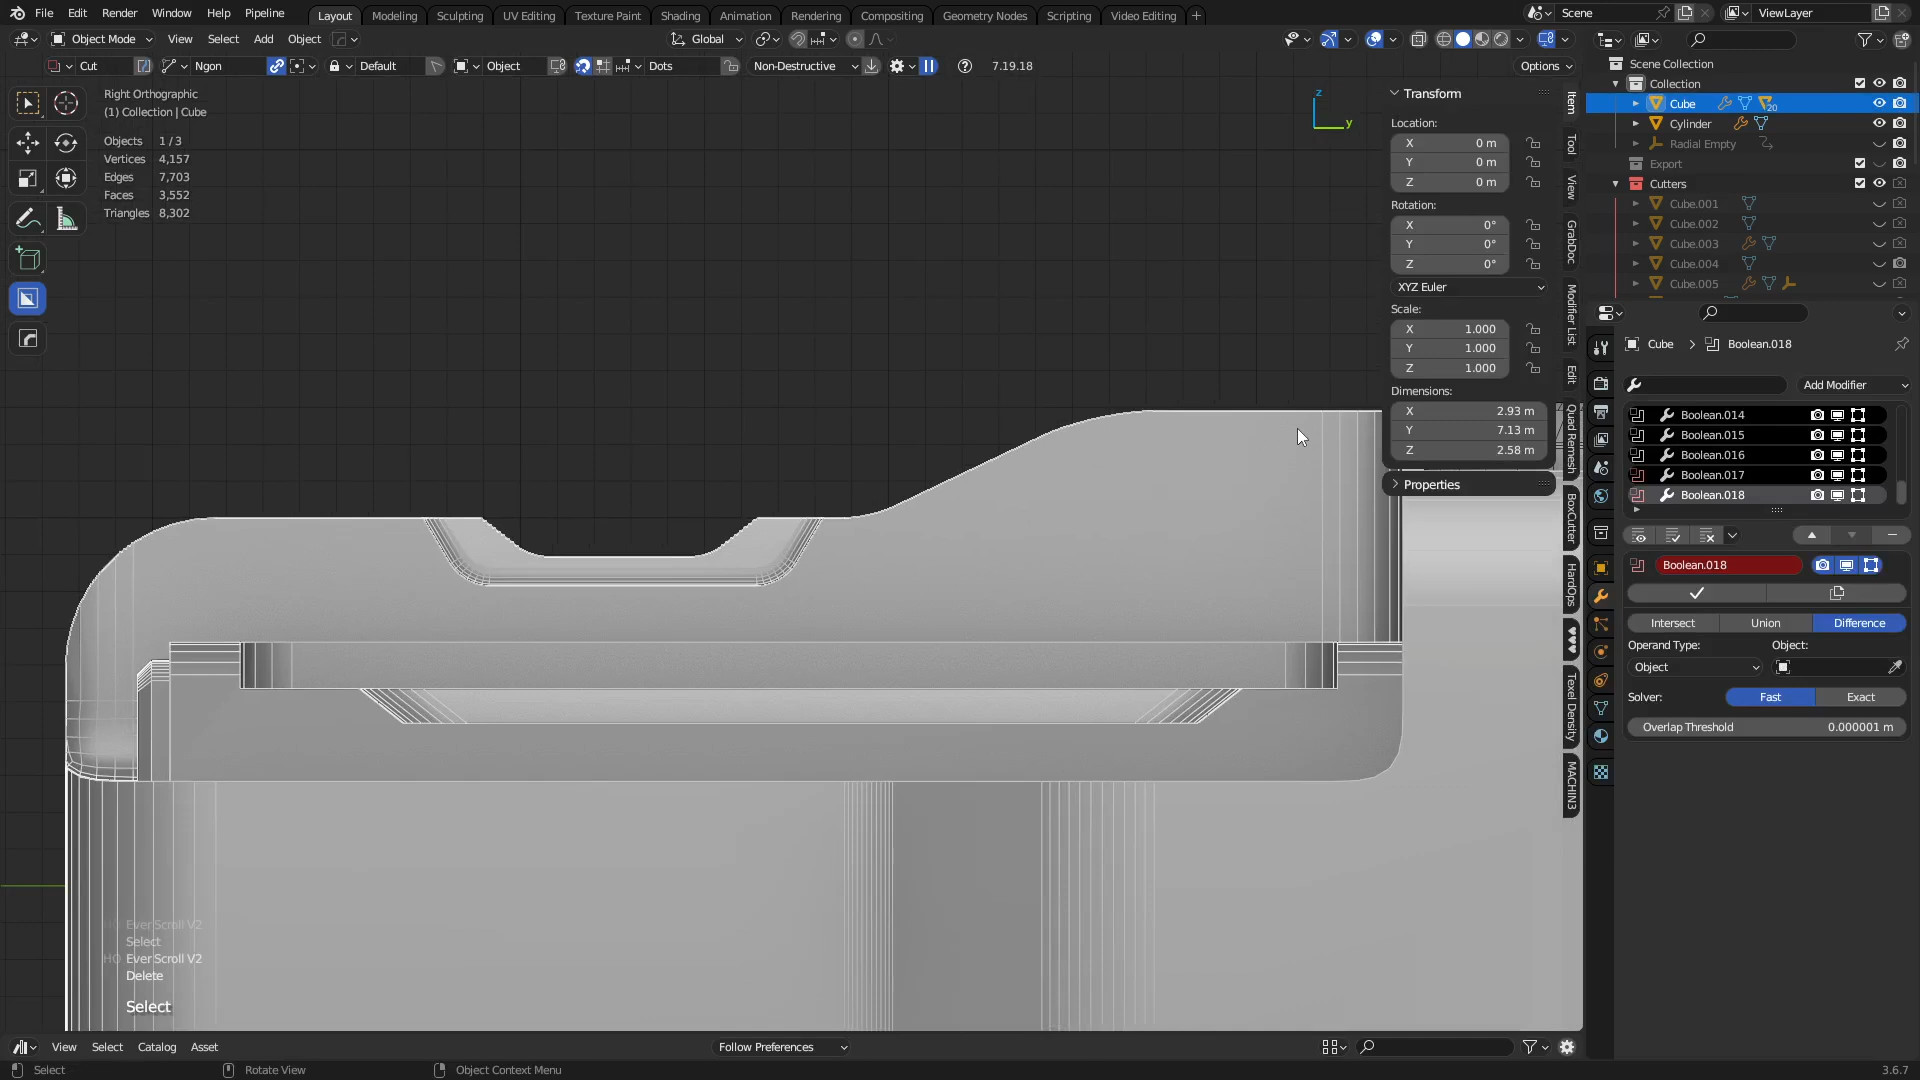 File Edit Render Window Help Pipeline Layout Modeling Sculpting UV Editing Texture Paint Shading Animation Rendering Compositing Geometry Nodes Scripting Video Editing + Scene ViewLayer
Object Mode View Select Add Object Global
Cut Ngon Default Object Dots Non-Destructive 7.19.18 Options
Right Orthographic
(1) Collection | Cube
Objects 1 / 3
Vertices 4,157
Edges 7,703
Faces 3,552
Triangles 8,302
z
y
Transform
Location:
X 0 m
Y 0 m
Z 0 m
Rotation:
X 0°
Y 0°
Z 0°
XYZ Euler
Scale:
X 1.000
Y 1.000
Z 1.000
Dimensions:
X 2.93 m
Y 7.13 m
Z 2.58 m
Properties
Item
Tool
View
GrabDoc
Modifier List
Edit
Quad Remesh
BoxCutter
HardOps
♥♥♥
Texel Density
MACHIN3
Scene Collection
Collection
Cube 20
Cylinder
Radial Empty
Export
Cutters
Cube.001
Cube.002
Cube.003
Cube.004
Cube.005
Cube > Boolean.018
Add Modifier
Boolean.014
Boolean.015
Boolean.016
Boolean.017
Boolean.018
Boolean.018
Intersect Union Difference
Operand Type: Object:
Object
Solver: Fast Exact
Overlap Threshold 0.000001 m
HO Ever Scroll V2
Select
HO Ever Scroll V2
Delete
Select
View Select Catalog Asset Follow Preferences
Select Rotate View Object Context Menu 3.6.7